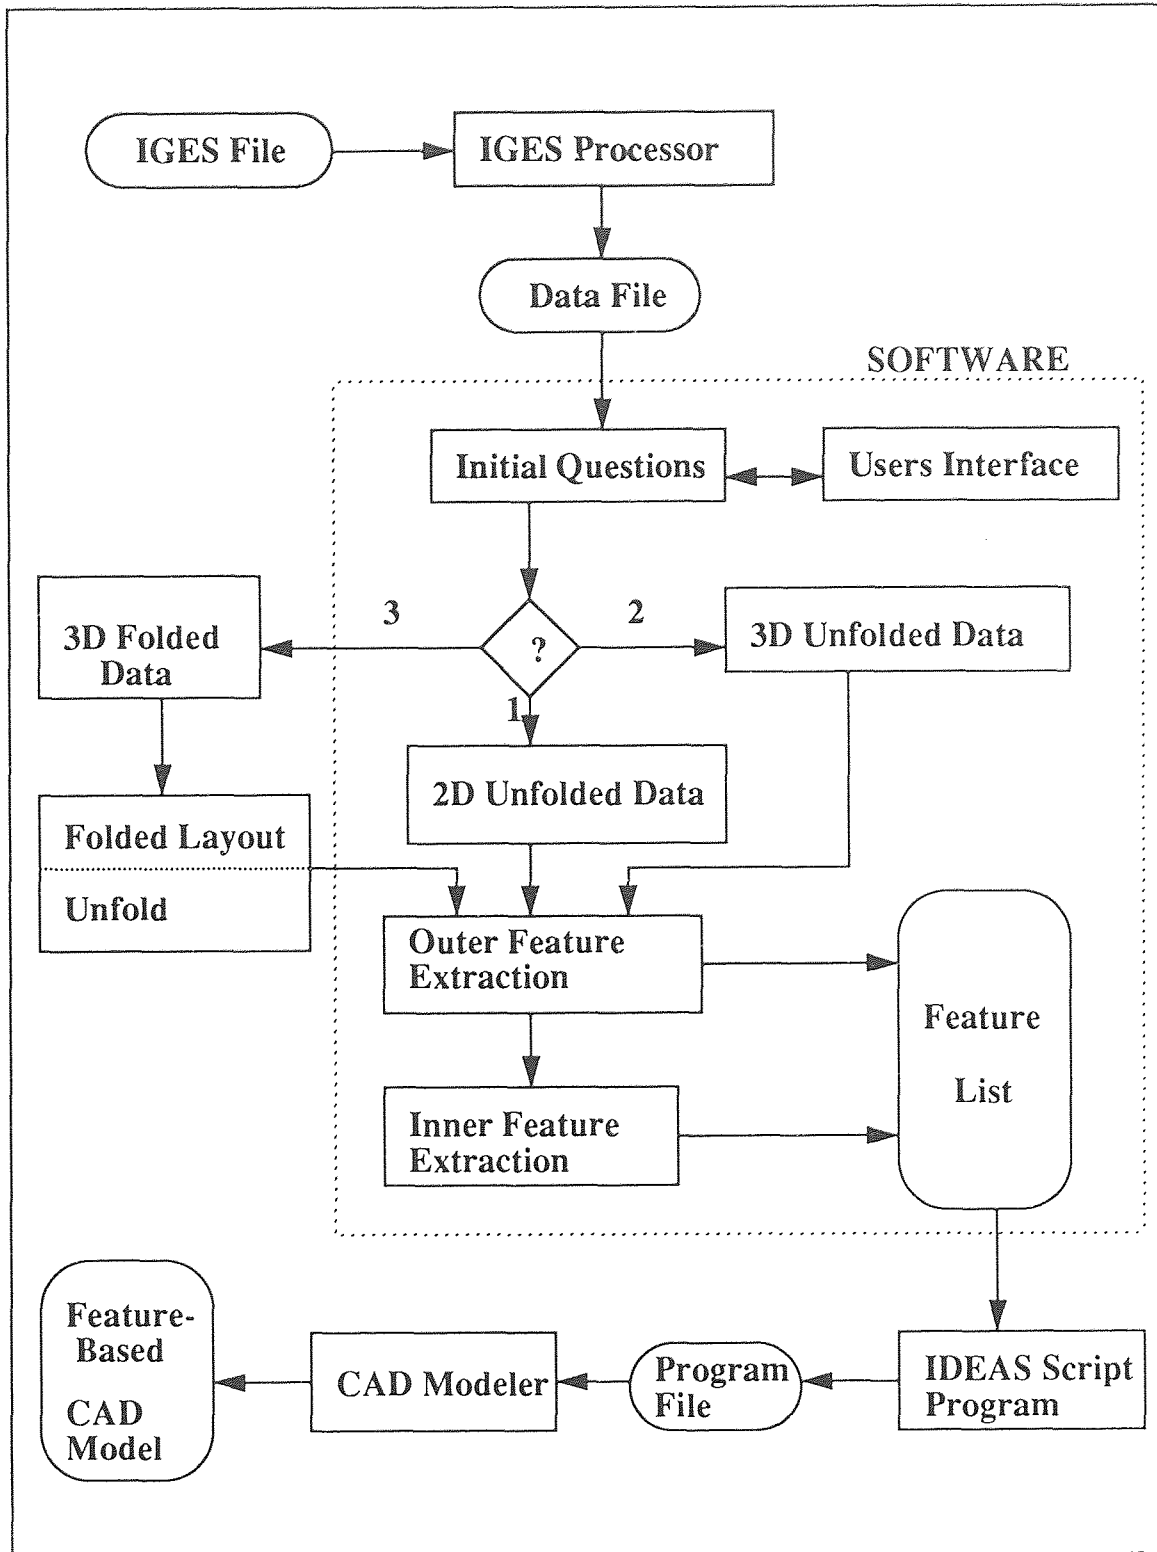 IGES File
IGES Processor
Data File
SOFTWARE
Initial Questions
Users Interface
3
2
?
3D Folded
Data
3D Unfolded Data
1
2D Unfolded Data
Folded Layout
Unfold
Outer Feature
Extraction
Feature
List
Inner Feature
Extraction
Feature-
Based
CAD
Model
CAD Modeler
Program
File
IDEAS Script
Program